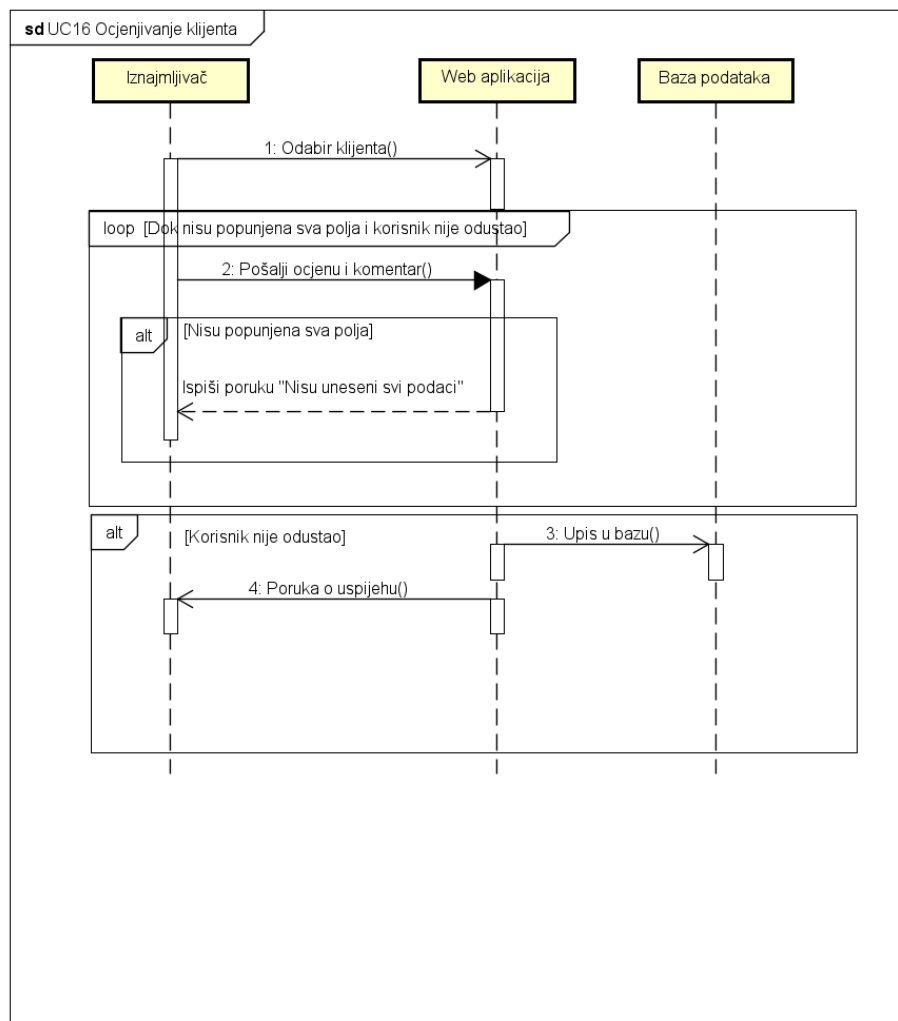 sd UC16 Ocjenjivanje klijenta
Iznajmljivač
Web aplikacija
Baza podataka
1: Odabir klijenta()
loop [Dok nisu popunjena sva polja i korisnik nije odustao]
2: Pošalji ocjenu i komentar()
alt [Nisu popunjena sva polja]
Ispiši poruku "Nisu uneseni svi podaci"
alt [Korisnik nije odustao]
3: Upis u bazu()
4: Poruka o uspijehu()